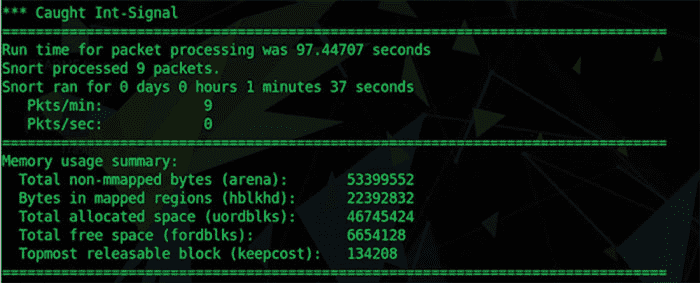 *** Caught Int-Signal
===============================================================================
Run time for packet processing was 97.44707 seconds
Snort processed 9 packets.
Snort ran for 0 days 0 hours 1 minutes 37 seconds
   Pkts/min:            9
   Pkts/sec:            0
===============================================================================
Memory usage summary:
  Total non-mmapped bytes (arena):       53399552
  Bytes in mapped regions (hblkhd):      22392832
  Total allocated space (uordblks):      46745424
  Total free space (fordblks):           6654128
  Topmost releasable block (keepcost):   134208
===============================================================================